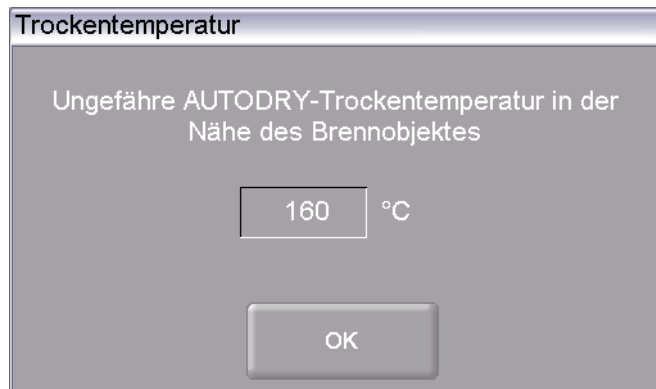 Trockentemperatur
Ungefähre AUTODRY-Trockentemperatur in der
Nähe des Brennobjektes
160 °C
OK